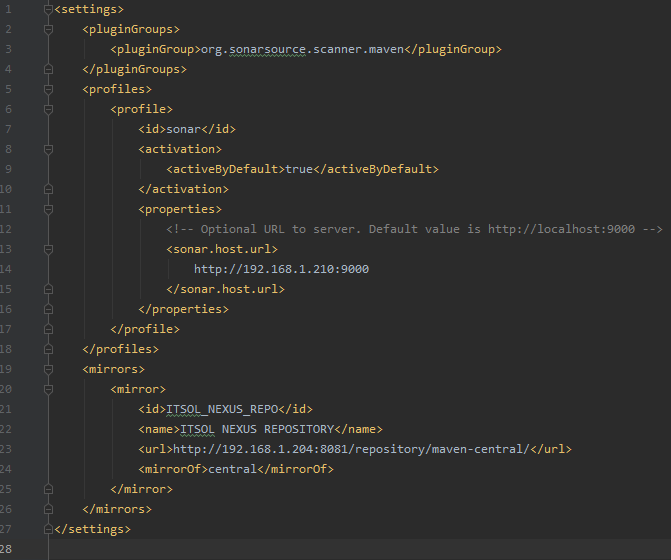 1 <settings>
2 <pluginGroups>
3 <pluginGroup>org.sonarsource.scanner.maven</pluginGroup>
4 </pluginGroups>
5 <profiles>
6 <profile>
7 <id>sonar</id>
8 <activation>
9 <activeByDefault>true</activeByDefault>
10 </activation>
11 <properties>
12 <!-- Optional URL to server. Default value is http://localhost:9000 -->
13 <sonar.host.url>
14 http://192.168.1.210:9000
15 </sonar.host.url>
16 </properties>
17 </profile>
18 </profiles>
19 <mirrors>
20 <mirror>
21 <id>ITSOL_NEXUS_REPO</id>
22 <name>ITSOL NEXUS REPOSITORY</name>
23 <url>http://192.168.1.204:8081/repository/maven-central/</url>
24 <mirrorOf>central</mirrorOf>
25 </mirror>
26 </mirrors>
27 </settings>
28